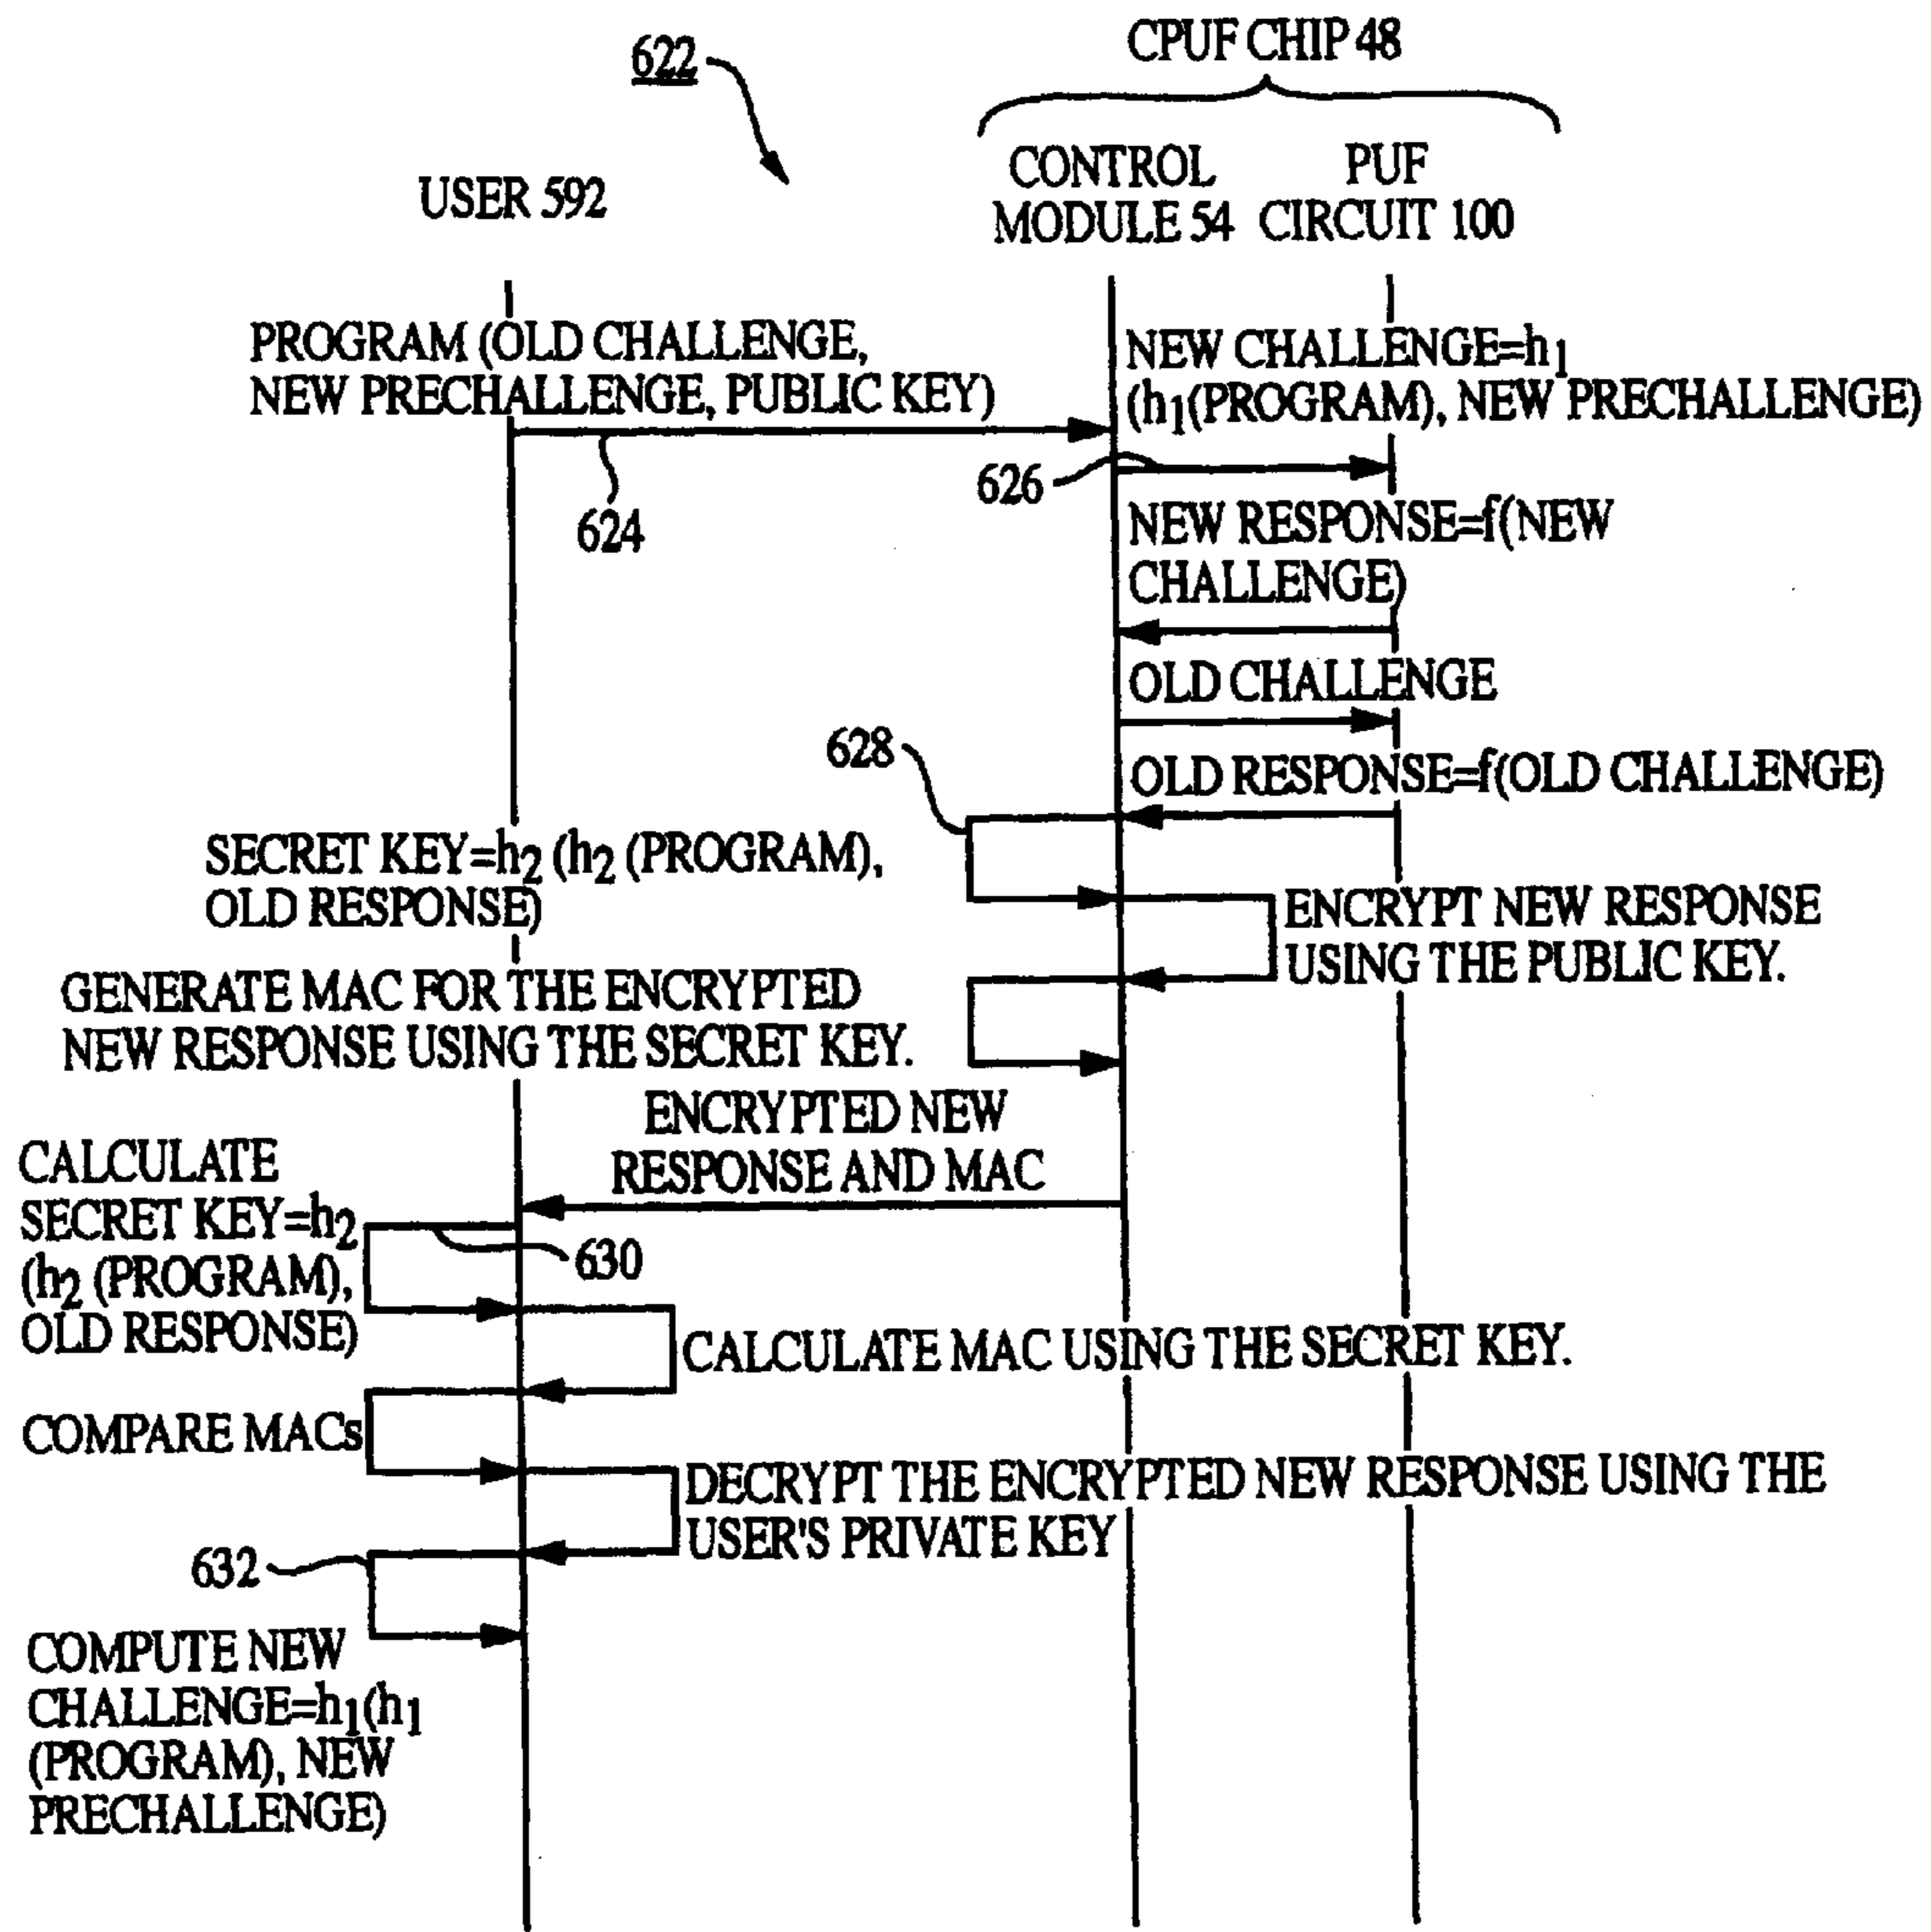 622
CPUF CHIP 48
USER 592
CONTROL
MODULE 54
PUF
CIRCUIT 100
PROGRAM (OLD CHALLENGE,
NEW PRECHALLENGE, PUBLIC KEY)
624
NEW CHALLENGE=h1
(h1(PROGRAM), NEW PRECHALLENGE)
626
NEW RESPONSE=f(NEW
CHALLENGE)
OLD CHALLENGE
628
OLD RESPONSE=f(OLD CHALLENGE)
SECRET KEY=h2 (h2 (PROGRAM),
OLD RESPONSE)
ENCRYPT NEW RESPONSE
USING THE PUBLIC KEY.
GENERATE MAC FOR THE ENCRYPTED
NEW RESPONSE USING THE SECRET KEY.
ENCRYPTED NEW
RESPONSE AND MAC
CALCULATE
SECRET KEY=h2
(h2 (PROGRAM),
OLD RESPONSE)
630
CALCULATE MAC USING THE SECRET KEY.
COMPARE MACs
DECRYPT THE ENCRYPTED NEW RESPONSE USING THE
USER'S PRIVATE KEY
632
COMPUTE NEW
CHALLENGE=h1(h1
(PROGRAM), NEW
PRECHALLENGE)